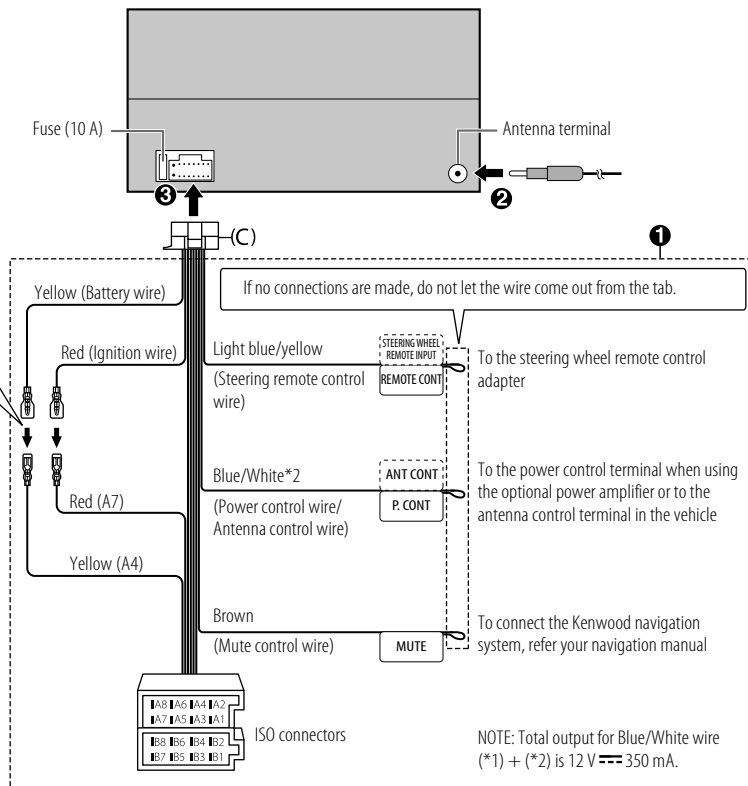 Fuse (10 A)
Antenna terminal
3
2
(C)
1
If no connections are made, do not let the wire come out from the tab.
Yellow (Battery wire)
Red (Ignition wire)
Light blue/yellow
(Steering remote control
wire)
STEERING WHEEL
REMOTE INPUT
REMOTE CONT
To the steering wheel remote control
adapter
Blue/White*2
(Power control wire/
Antenna control wire)
ANT CONT
P. CONT
To the power control terminal when using
the optional power amplifier or to the
antenna control terminal in the vehicle
Red (A7)
Yellow (A4)
Brown
(Mute control wire)
MUTE
To connect the Kenwood navigation
system, refer your navigation manual
A8 A6 A4 A2
A7 A5 A3 A1
B8 B6 B4 B2
B7 B5 B3 B1
ISO connectors
NOTE: Total output for Blue/White wire
(*1) + (*2) is 12 V ⎓ 350 mA.